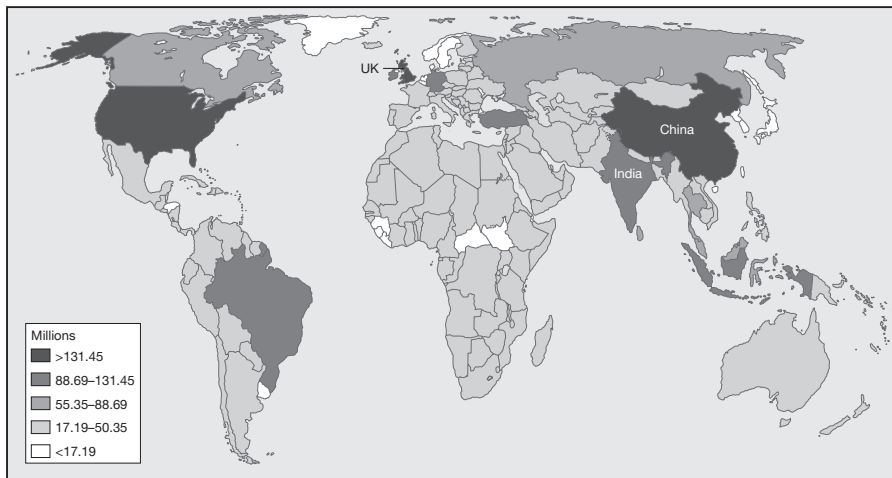 UK
China
India
Millions
>131.45
88.69–131.45
55.35–88.69
17.19–50.35
<17.19